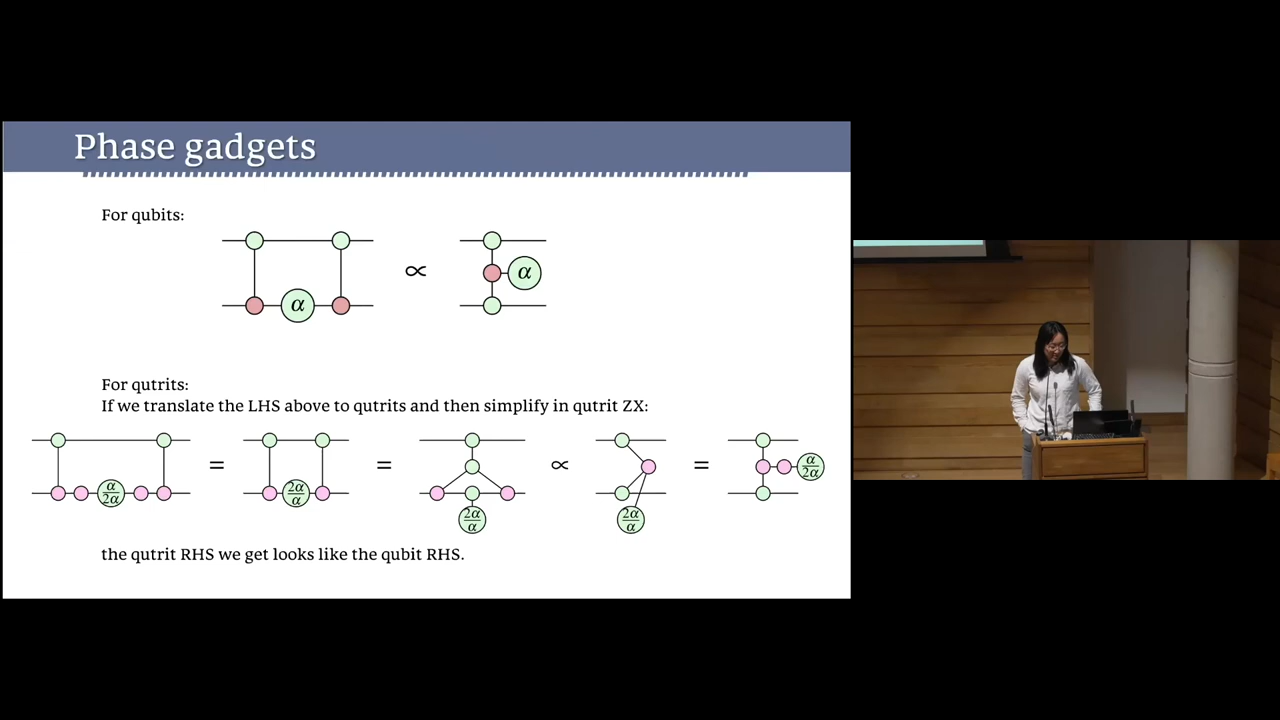 Phase gadgets
For qubits:
α ∝ α
For qutrits:
If we translate the LHS above to qutrits and then simplify in qutrit ZX:
α/2α = 2α/α = 2α/α ∝ 2α/α = α/2α
the qutrit RHS we get looks like the qubit RHS.